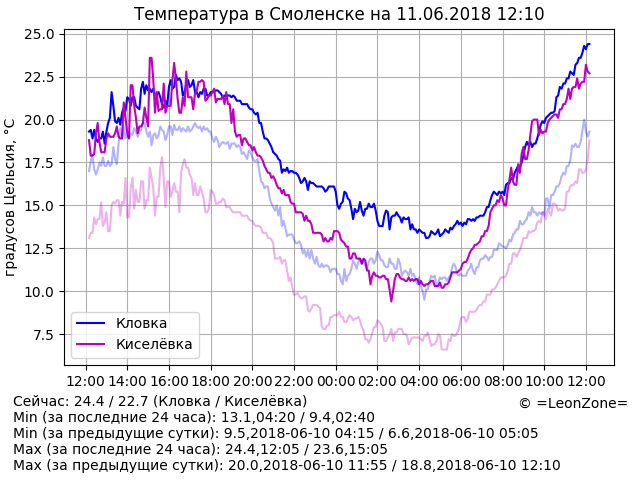 Температура в Смоленске на 11.06.2018 12:10
градусов Цельсия, °C
25.0
22.5
20.0
17.5
15.0
12.5
10.0
7.5
Кловка
Киселёвка
12:00 14:00 16:00 18:00 20:00 22:00 00:00 02:00 04:00 06:00 08:00 10:00 12:00
Сейчас: 24.4 / 22.7 (Кловка / Киселёвка)
© =LeonZone=
Min (за последние 24 часа): 13.1,04:20 / 9.4,02:40
Min (за предыдущие сутки): 9.5,2018-06-10 04:15 / 6.6,2018-06-10 05:05
Max (за последние 24 часа): 24.4,12:05 / 23.6,15:05
Max (за предыдущие сутки): 20.0,2018-06-10 11:55 / 18.8,2018-06-10 12:10